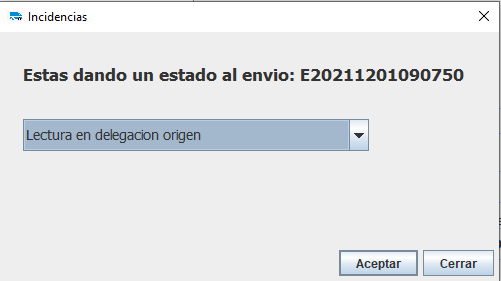 Incidencias
Estas dando un estado al envio: E20211201090750
Lectura en delegacion origen
Aceptar
Cerrar